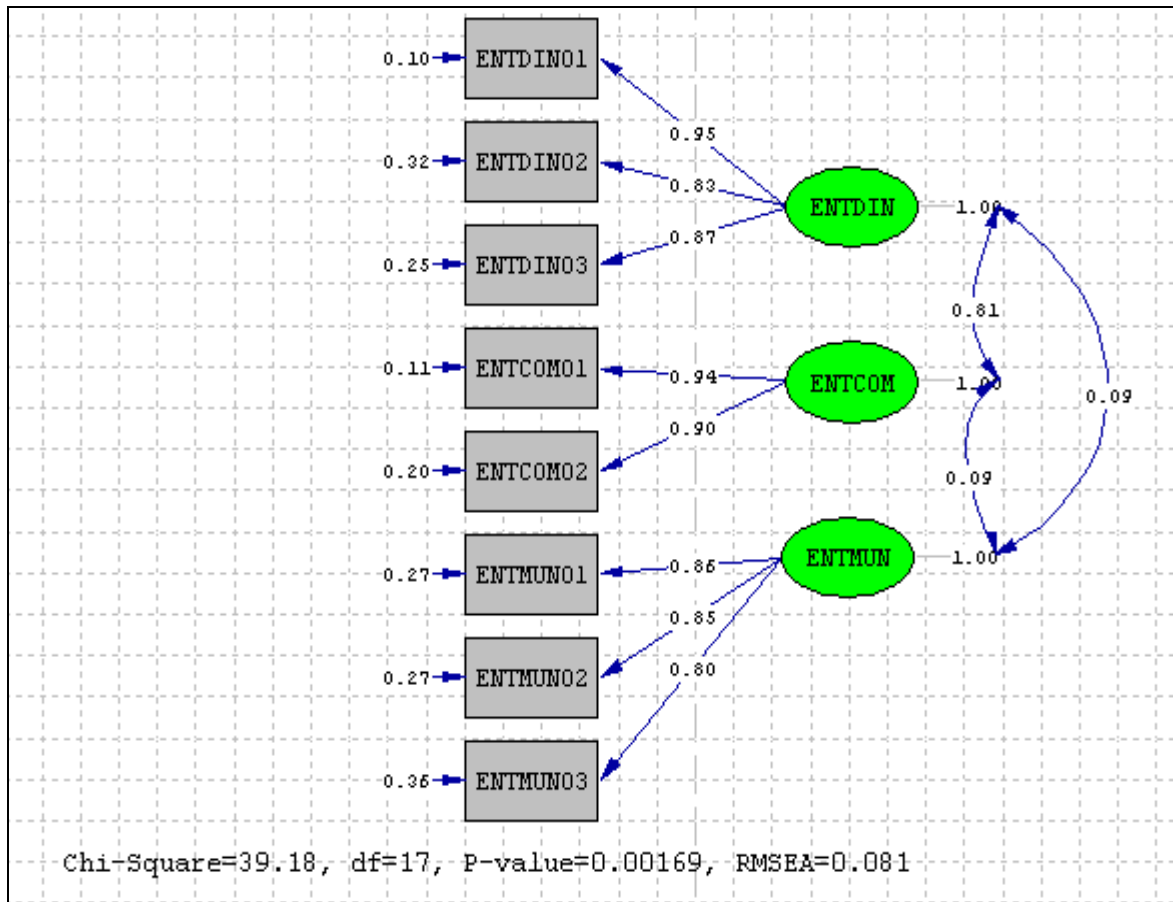 0.10 ENTDIN01
0.95
0.32 ENTDIN02
0.83
ENTDIN 1.00
0.25 ENTDIN03
0.87
0.81
0.11 ENTCOM01
0.94
ENTCOM 1.00
0.09
0.90
0.20 ENTCOM02
0.09
ENTMUN 1.00
0.27 ENTMUN01
0.86
0.85
0.27 ENTMUN02
0.80
0.36 ENTMUN03
Chi-Square=39.18, df=17, P-value=0.00169, RMSEA=0.081